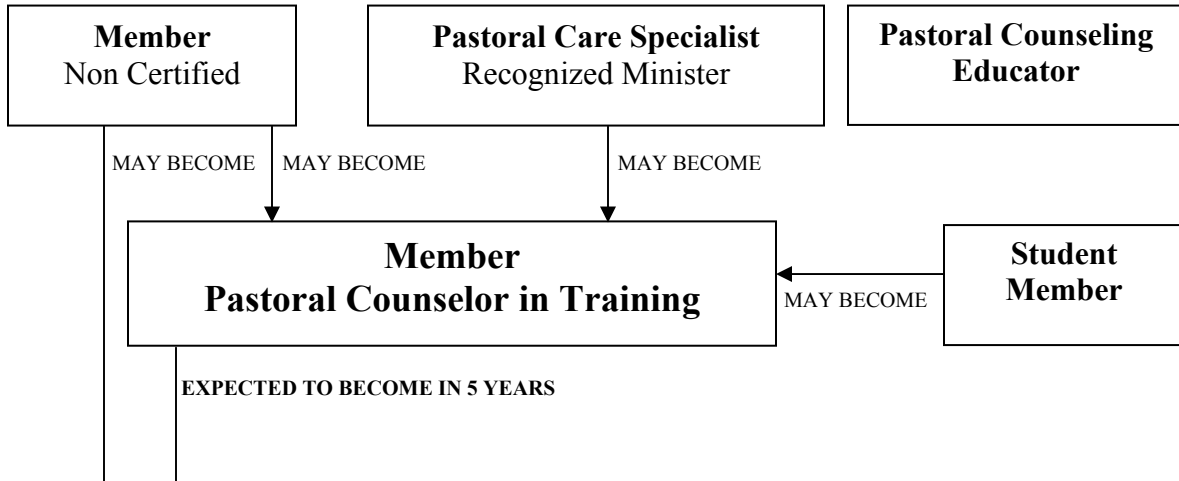 Member
Non Certified
Pastoral Care Specialist
Recognized Minister
Pastoral Counseling
Educator
MAY BECOME
MAY BECOME
MAY BECOME
Member
Pastoral Counselor in Training
MAY BECOME
Student
Member
EXPECTED TO BECOME IN 5 YEARS